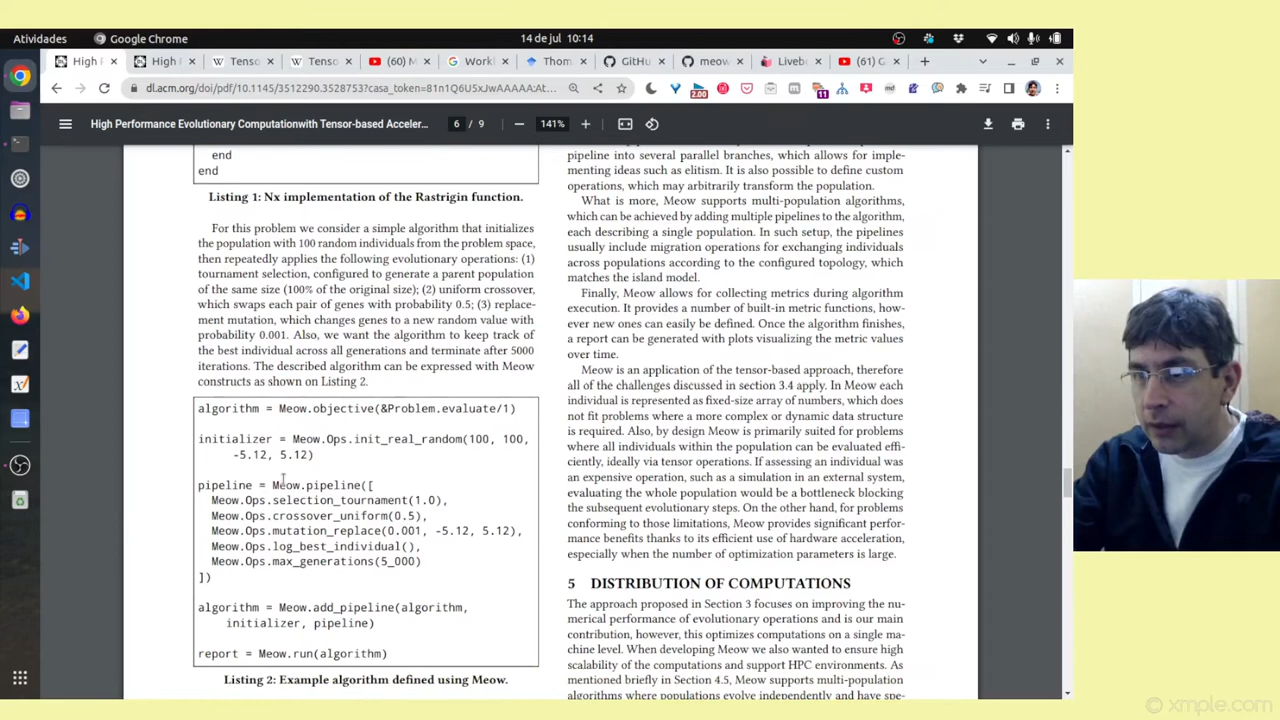 Atividades
Google Chrome
14 de jul 10:14
High P
High P
Tenso
Tenso
(60) M
Workl
Thom
GitHu
meow
Liveb
(61) G
dl.acm.org/doi/pdf/10.1145/3512290.3528753?casa_token=81n1Q6U5xJwAAAAA:At...
2.00
11
High Performance Evolutionary Computationwith Tensor-based Acceler...
6 / 9
141%
end
end
Listing 1: Nx implementation of the Rastrigin function.
For this problem we consider a simple algorithm that initializes
the population with 100 random individuals from the problem space,
then repeatedly applies the following evolutionary operations: (1)
tournament selection, configured to generate a parent population
of the same size (100% of the original size); (2) uniform crossover,
which swaps each pair of genes with probability 0.5; (3) replace-
ment mutation, which changes genes to a new random value with
probability 0.001. Also, we want the algorithm to keep track of
the best individual across all generations and terminate after 5000
iterations. The described algorithm can be expressed with Meow
constructs as shown on Listing 2.
algorithm = Meow.objective(&Problem.evaluate/1)
initializer = Meow.Ops.init_real_random(100, 100,
-5.12, 5.12)
pipeline = Meow.pipeline([
Meow.Ops.selection_tournament(1.0),
Meow.Ops.crossover_uniform(0.5),
Meow.Ops.mutation_replace(0.001, -5.12, 5.12),
Meow.Ops.log_best_individual(),
Meow.Ops.max_generations(5_000)
])
algorithm = Meow.add_pipeline(algorithm,
initializer, pipeline)
report = Meow.run(algorithm)
Listing 2: Example algorithm defined using Meow.
pipeline into several parallel branches, which allows for imple-
menting ideas such as elitism. It is also possible to define custom
operations, which may arbitrarily transform the population.
What is more, Meow supports multi-population algorithms,
which can be achieved by adding multiple pipelines to the algorithm,
each describing a single population. In such setup, the pipelines
usually include migration operations for exchanging individuals
across populations according to the configured topology, which
matches the island model.
Finally, Meow allows for collecting metrics during algorithm
execution. It provides a number of built-in metric functions, how-
ever new ones can easily be defined. Once the algorithm finishes,
a report can be generated with plots visualizing the metric values
over time.
Meow is an application of the tensor-based approach, therefore
all of the challenges discussed in section 3.4 apply. In Meow each
individual is represented as fixed-size array of numbers, which does
not fit problems where a more complex or dynamic data structure
is required. Also, by design Meow is primarily suited for problems
where all individuals within the population can be evaluated effi-
ciently, ideally via tensor operations. If assessing an individual was
an expensive operation, such as a simulation in an external system,
evaluating the whole population would be a bottleneck blocking
the subsequent evolutionary steps. On the other hand, for problems
conforming to those limitations, Meow provides significant perfor-
mance benefits thanks to its efficient use of hardware acceleration,
especially when the number of optimization parameters is large.
5 DISTRIBUTION OF COMPUTATIONS
The approach proposed in Section 3 focuses on improving the nu-
merical performance of evolutionary operations and is our main
contribution, however, this optimizes computations on a single ma-
chine level. When developing Meow we also wanted to ensure high
scalability of the computations and support HPC environments. As
mentioned briefly in Section 4.5, Meow supports multi-population
algorithms where populations evolve independently and have spe-
© xmple.com